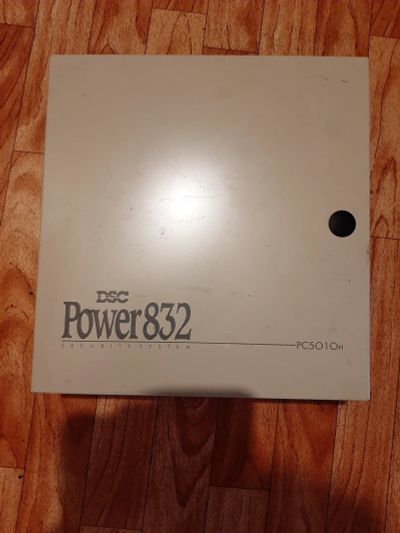 DSC
Power832
SECURITY SYSTEM PC5010H